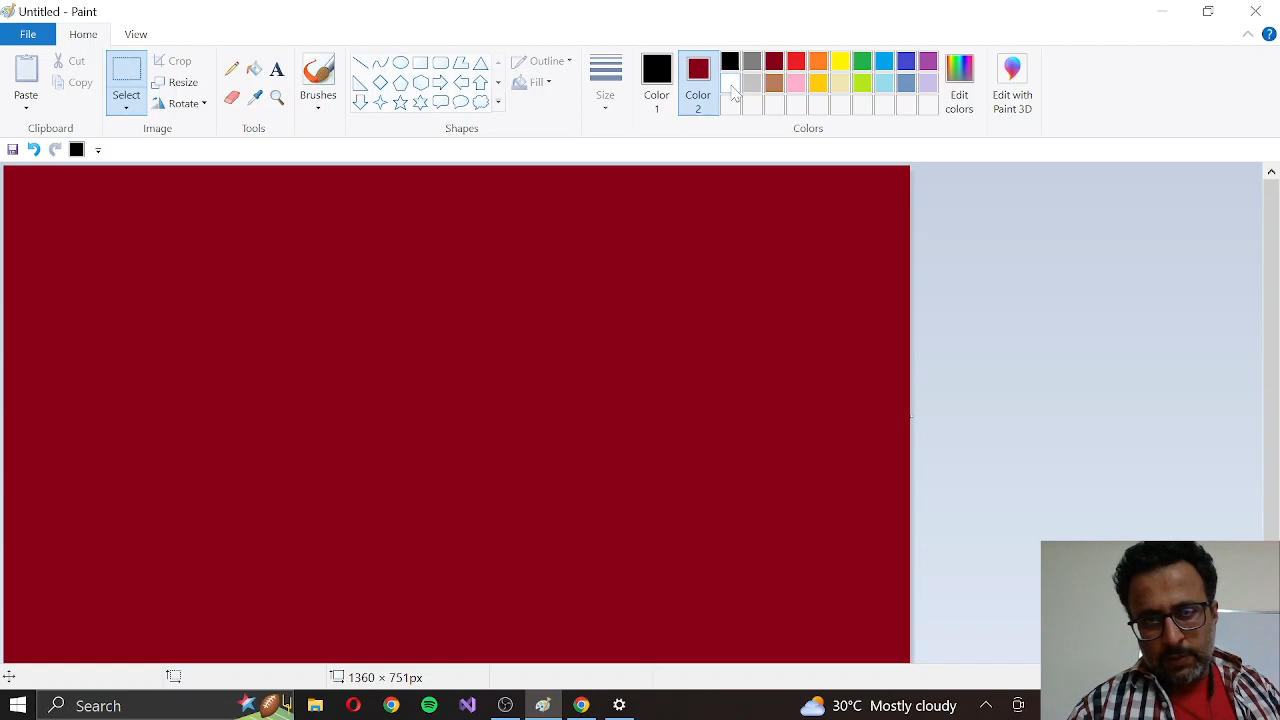 Untitled - Paint
File
Home
View
Paste
Cut
Copy
Clipboard
Select
Crop
Resize
Rotate
Image
A
Tools
Brushes
Outline
Fill
Shapes
Size
Color
1
Color
2
Colors
Edit
colors
Edit with
Paint 3D
1360 × 751px
Search
30°C Mostly cloudy